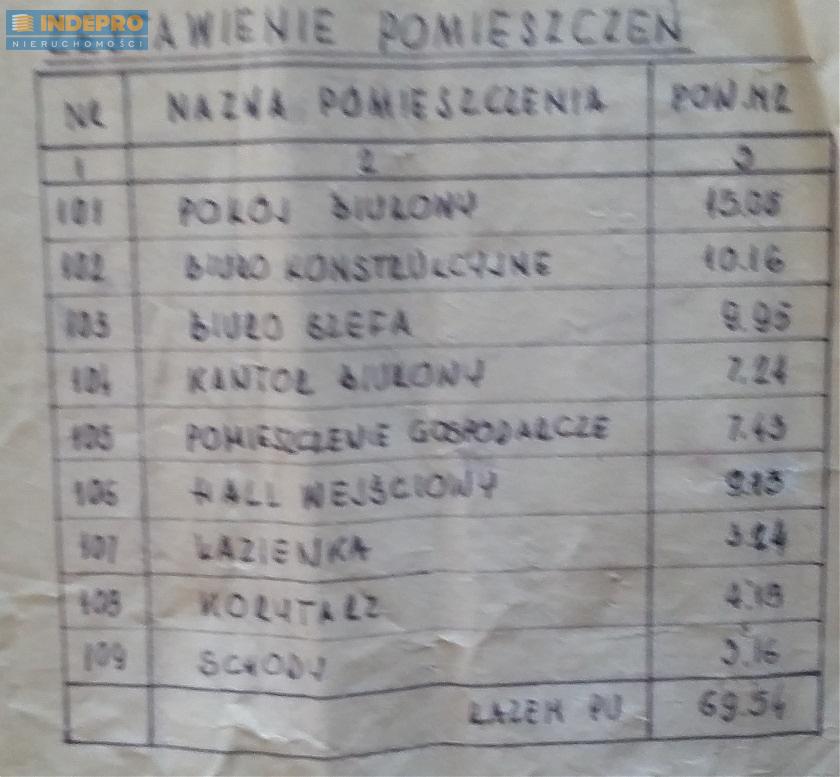 INDEPRO
NIERUCHOMOŚCI
ZESTAWIENIE POMIESZCZEŃ
NR NAZWA POMIESZCZENIA POW.M2
1 2 3
101 POKÓJ BIUROWY 15.08
102 BIURO KONSTRUKCYJNE 10.16
103 BIURO SZEFA 9.95
104 KANTOR BIUROWY 7.24
105 POMIESZCZENIE GOSPODARCZE 7.43
106 HALL WEJŚCIOWY 9.13
107 ŁAZIENKA 3.24
108 KORYTARZ 4.15
109 SCHODY 3.16
RAZEM PU 69.54